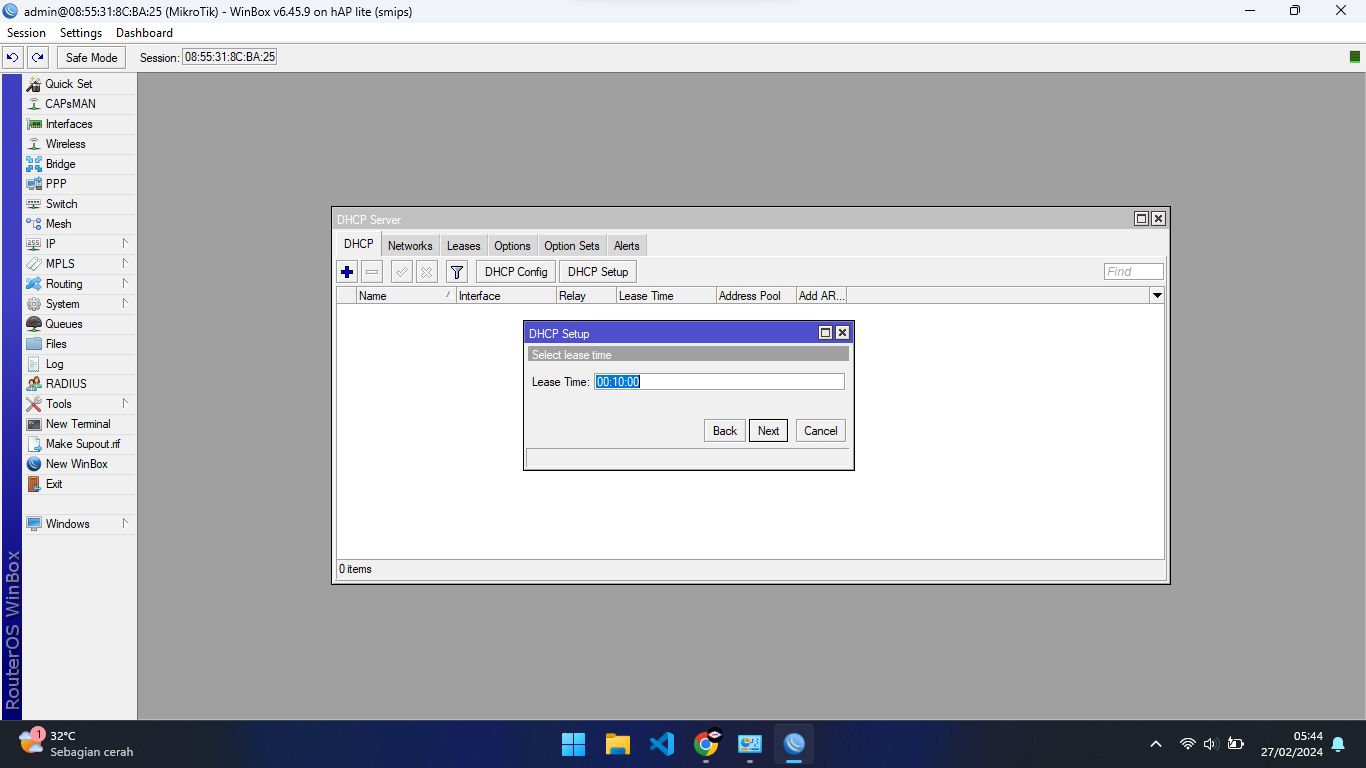 admin@08:55:31:8C:BA:25 (MikroTik) - WinBox v6.45.9 on hAP lite (smips)
Session Settings Dashboard
Safe Mode Session: 08:55:31:8C:BA:25
Quick Set
CAPsMAN
Interfaces
Wireless
Bridge
PPP
Switch
Mesh
IP
MPLS
Routing
System
Queues
Files
Log
RADIUS
Tools
New Terminal
Make Supout.rif
New WinBox
Exit
Windows
RouterOS WinBox
DHCP Server
DHCP Networks Leases Options Option Sets Alerts
DHCP Config DHCP Setup Find
Name Interface Relay Lease Time Address Pool Add AR...
DHCP Setup
Select lease time
Lease Time: 00:10:00
Back Next Cancel
0 items
1
32°C
Sebagian cerah
05:44
27/02/2024